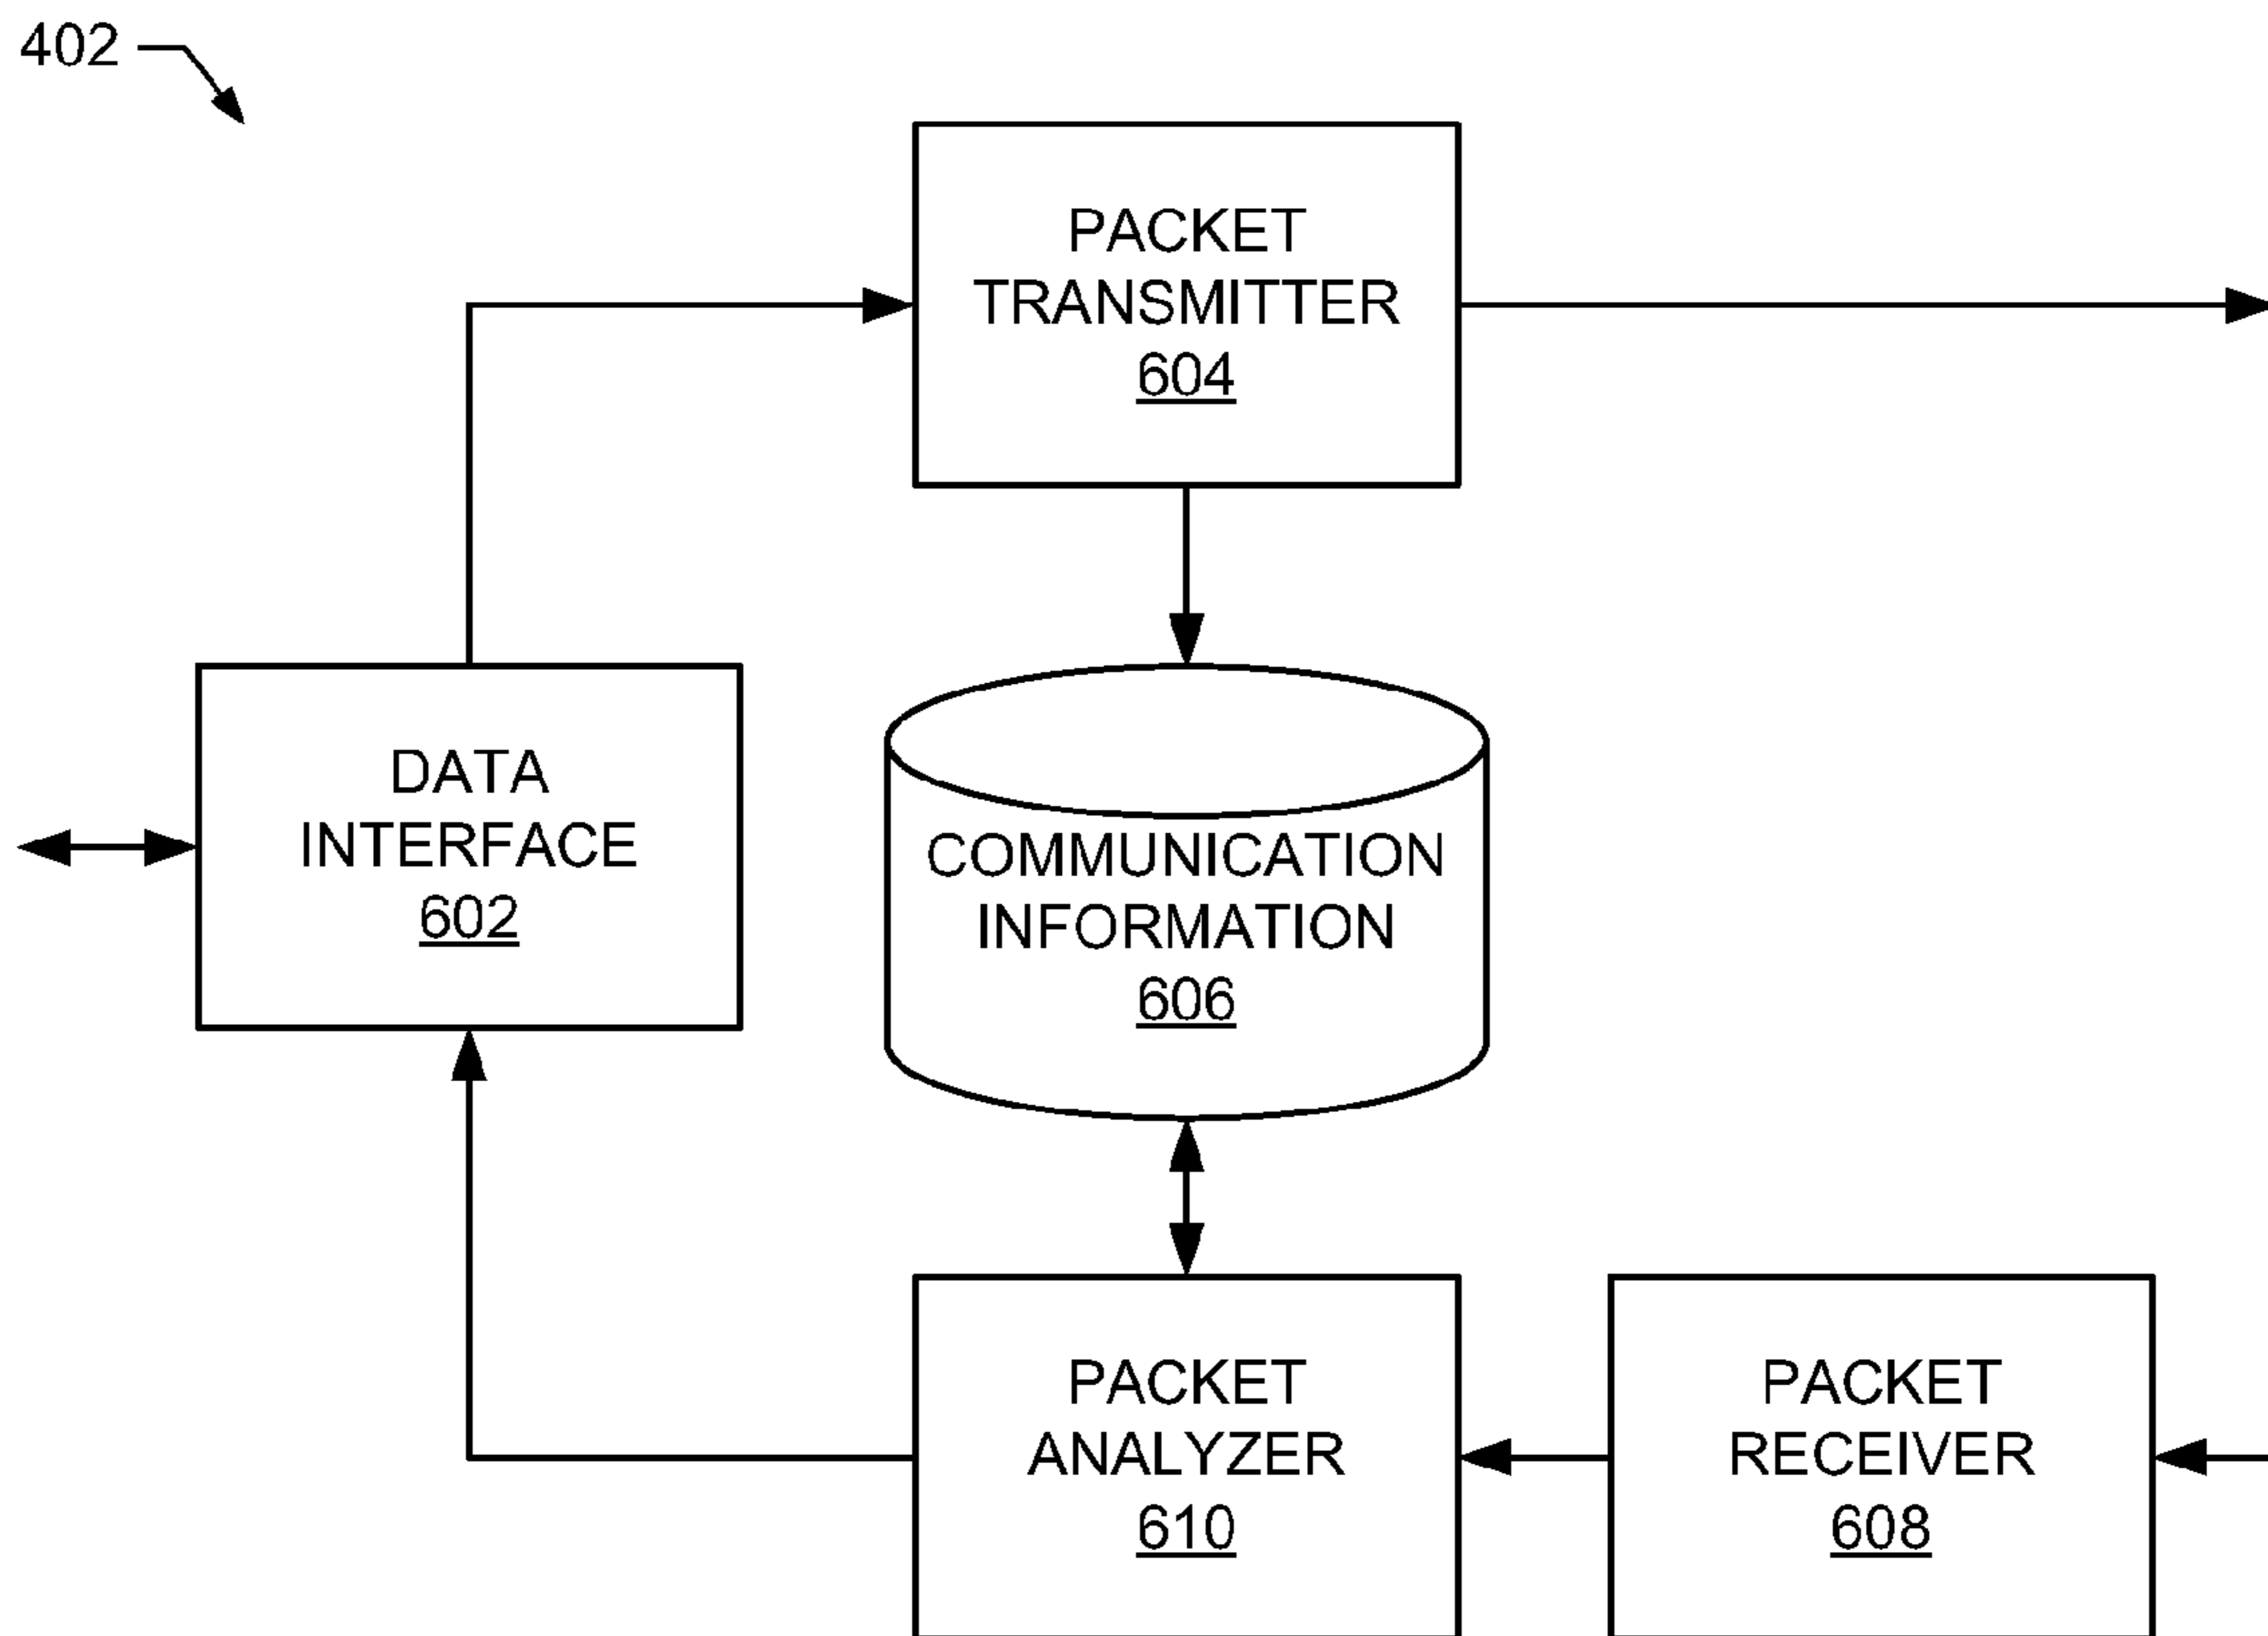 402
PACKET
TRANSMITTER
604
DATA
INTERFACE
602
COMMUNICATION
INFORMATION
606
PACKET
ANALYZER
610
PACKET
RECEIVER
608